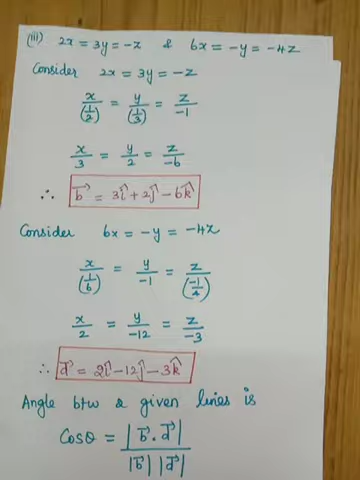 (iii) 2x = 3y = -z & 6x = -y = -4z
Consider 2x = 3y = -z
x/(1/2) = y/(1/3) = z/-1
x/3 = y/2 = z/-6
∴ b⃗ = 3î + 2ĵ - 6k̂
Consider 6x = -y = -4z
x/(1/6) = y/-1 = z/(-1/4)
x/2 = y/-12 = z/-3
∴ d⃗ = 2î - 12ĵ - 3k̂
Angle btw 2 given lines is
Cosθ = |b⃗ . d⃗| / |b⃗| |d⃗|